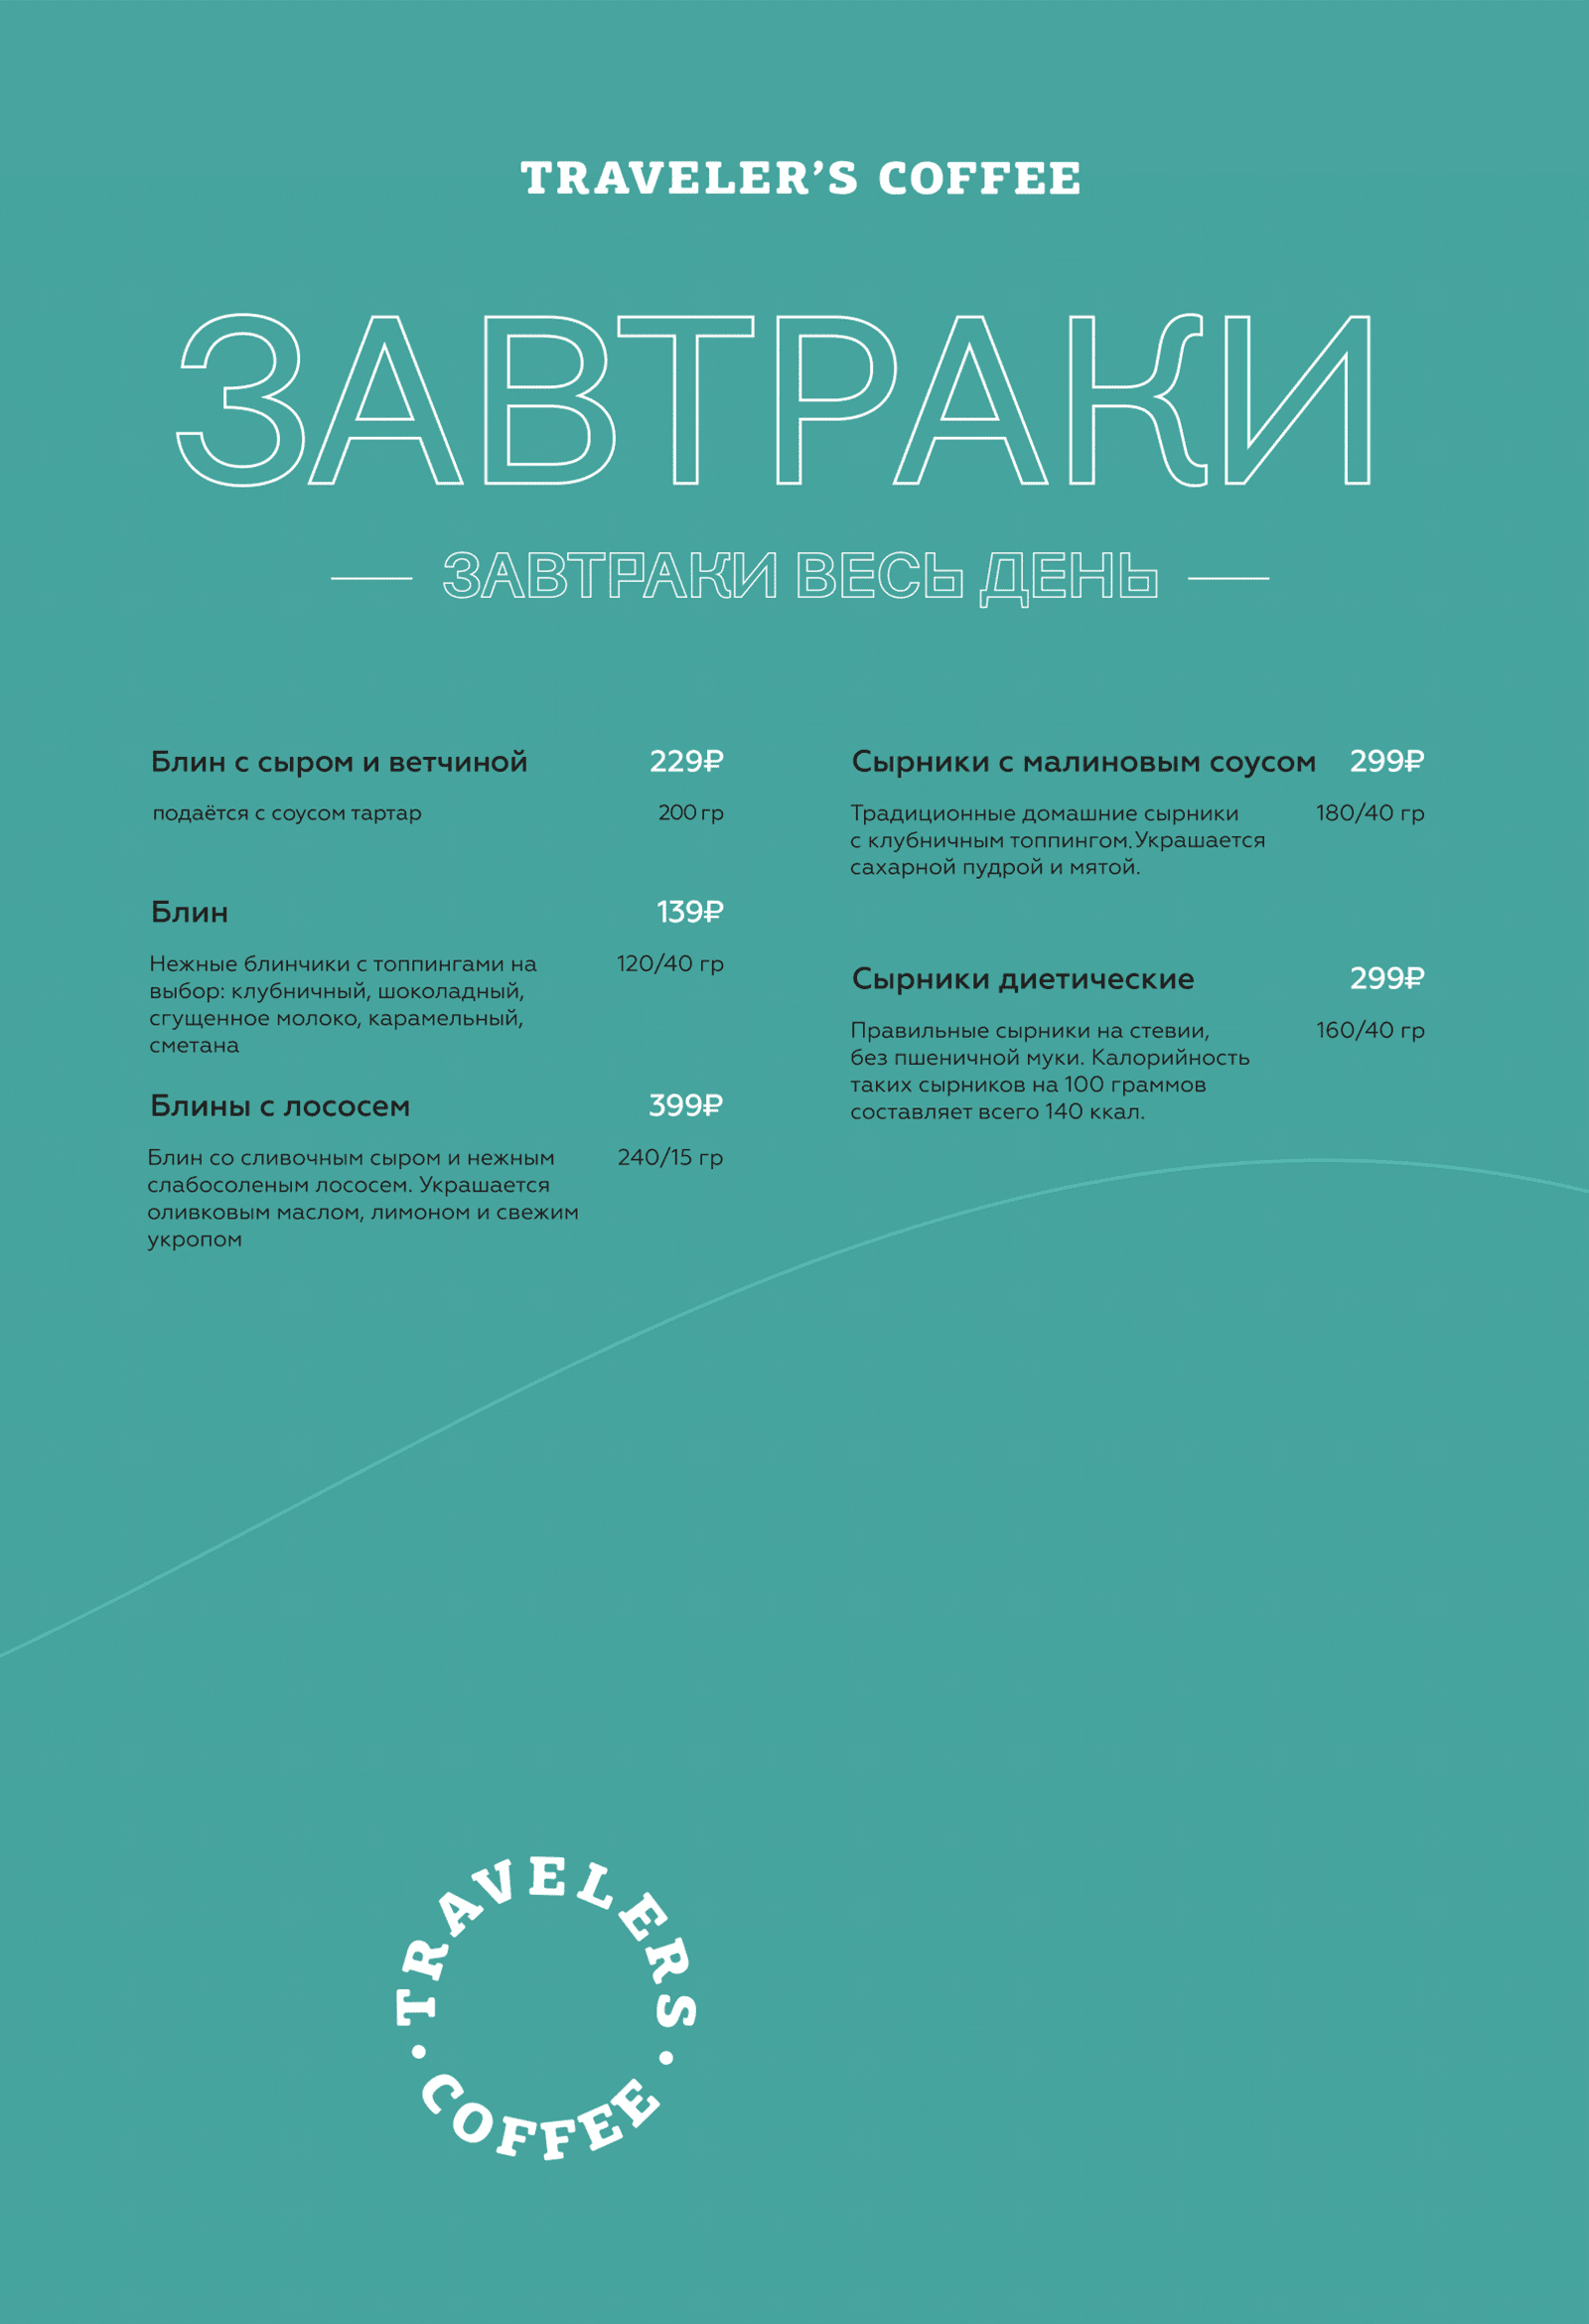 TRAVELER’S COFFEE
ЗАВТРАКИ
ЗАВТРАКИ ВЕСЬ ДЕНЬ
Блин с сыром и ветчиной 229₽
подаётся с соусом тартар 200 гр
Блин 139₽
Нежные блинчики с топпингами на 120/40 гр
выбор: клубничный, шоколадный,
сгущенное молоко, карамельный,
сметана
Блины с лососем 399₽
Блин со сливочным сыром и нежным 240/15 гр
слабосоленым лососем. Украшается
оливковым маслом, лимоном и свежим
укропом
Сырники с малиновым соусом 299₽
Традиционные домашние сырники 180/40 гр
с клубничным топпингом. Украшается
сахарной пудрой и мятой.
Сырники диетические 299₽
Правильные сырники на стевии, 160/40 гр
без пшеничной муки. Калорийность
таких сырников на 100 граммов
составляет всего 140 ккал.
TRAVELERS
• COFFEE •